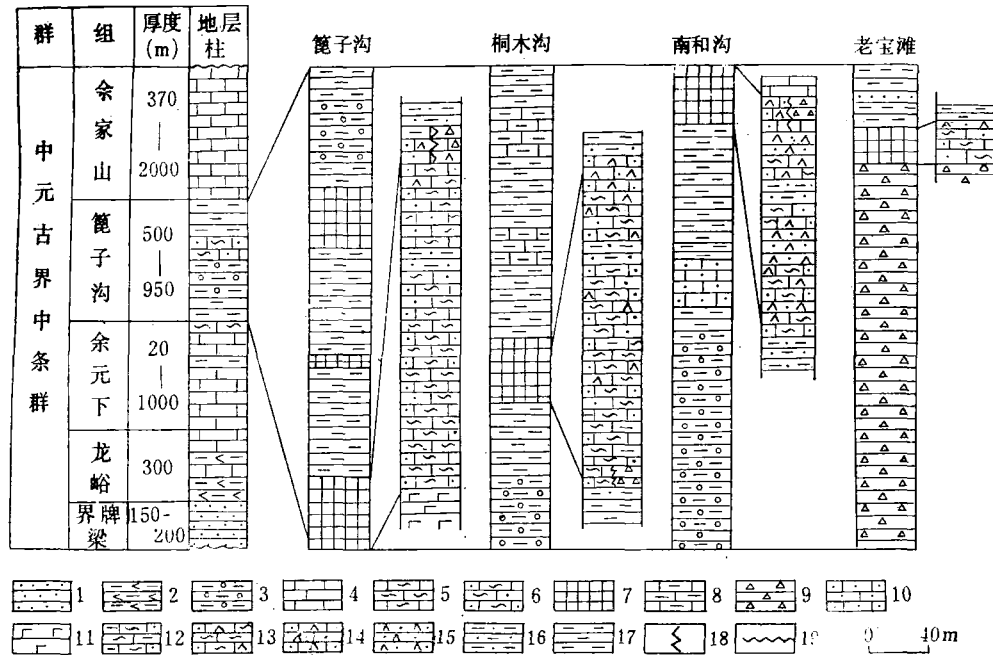 群 组 厚度(m) 地层柱
篦子沟 桐木沟 南和沟 老宝滩
中元古界中条群
余家山 370 — 2000
篦子沟 500 — 950
余元下 20 — 1000
龙峪 300
界牌梁 150-200
1 2 3 4 5 6 7 8 9 10
11 12 13 14 15 16 17 18 0 40m